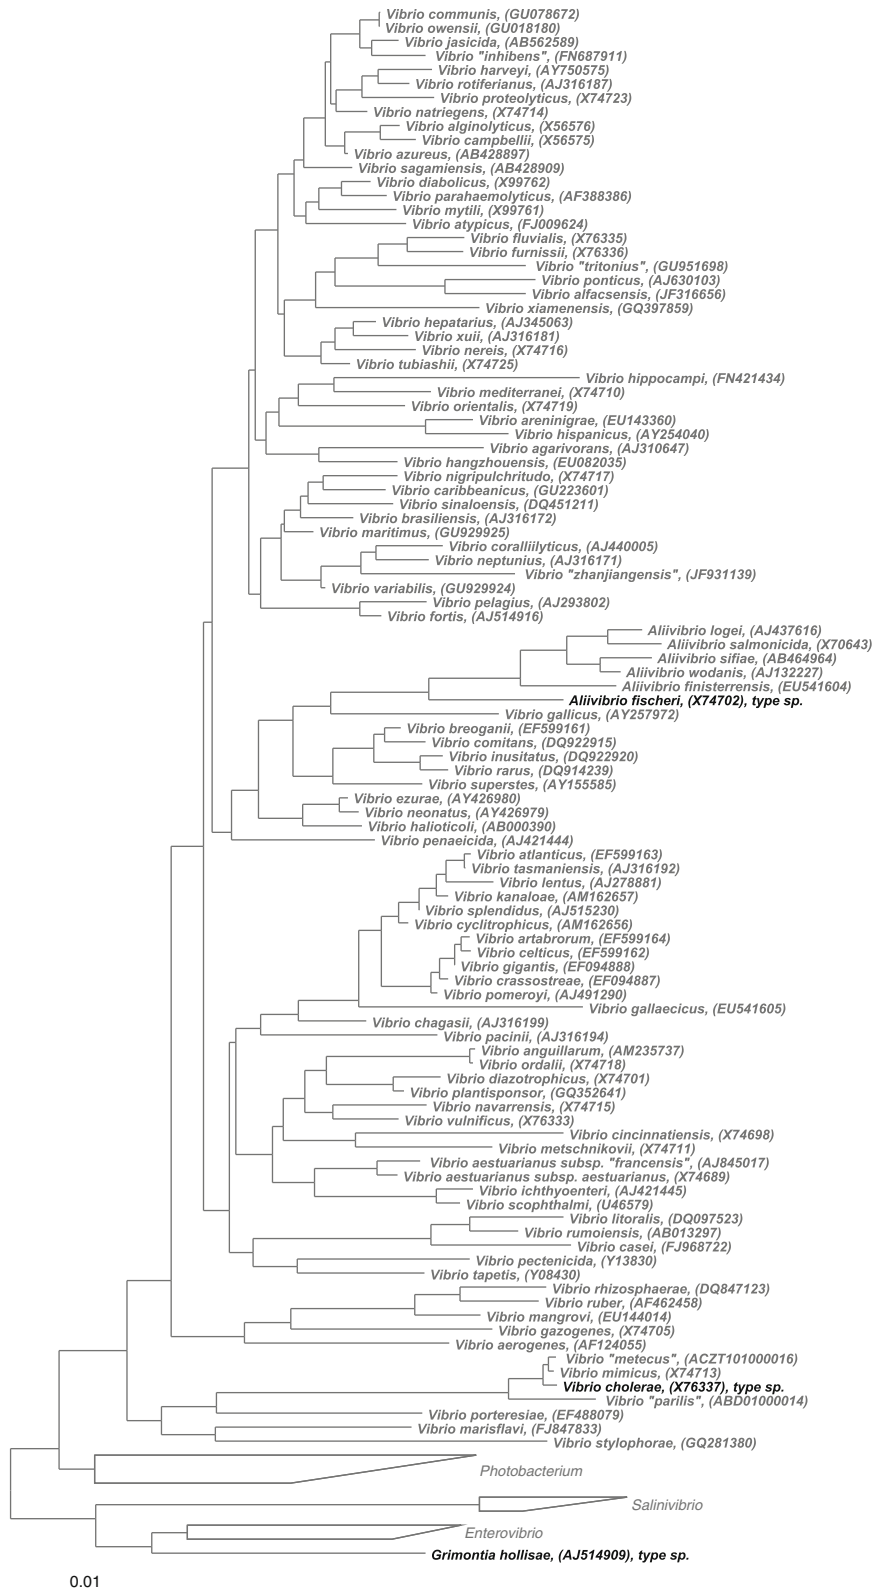 Vibrio communis, (GU078672)
Vibrio owensii, (GU018180)
Vibrio jasicida, (AB562589)
Vibrio "inhibens", (FN687911)
Vibrio harveyi, (AY750575)
Vibrio rotiferianus, (AJ316187)
Vibrio proteolyticus, (X74723)
Vibrio natriegens, (X74714)
Vibrio alginolyticus, (X56576)
Vibrio campbellii, (X56575)
Vibrio azureus, (AB428897)
Vibrio sagamiensis, (AB428909)
Vibrio diabolicus, (X99762)
Vibrio parahaemolyticus, (AF388386)
Vibrio mytili, (X99761)
Vibrio atypicus, (FJ009624)
Vibrio fluvialis, (X76335)
Vibrio furnissii, (X76336)
Vibrio "tritonius", (GU951698)
Vibrio ponticus, (AJ630103)
Vibrio alfacsensis, (JF316656)
Vibrio xiamenensis, (GQ397859)
Vibrio hepatarius, (AJ345063)
Vibrio xuii, (AJ316181)
Vibrio nereis, (X74716)
Vibrio tubiashii, (X74725)
Vibrio hippocampi, (FN421434)
Vibrio mediterranei, (X74710)
Vibrio orientalis, (X74719)
Vibrio areninigrae, (EU143360)
Vibrio hispanicus, (AY254040)
Vibrio agarivorans, (AJ310647)
Vibrio hangzhouensis, (EU082035)
Vibrio nigripulchritudo, (X74717)
Vibrio caribbeanicus, (GU223601)
Vibrio sinaloensis, (DQ451211)
Vibrio brasiliensis, (AJ316172)
Vibrio maritimus, (GU929925)
Vibrio coralliilyticus, (AJ440005)
Vibrio neptunius, (AJ316171)
Vibrio "zhanjiangensis", (JF931139)
Vibrio variabilis, (GU929924)
Vibrio pelagius, (AJ293802)
Vibrio fortis, (AJ514916)
Aliivibrio logei, (AJ437616)
Aliivibrio salmonicida, (X70643)
Aliivibrio sifiae, (AB464964)
Aliivibrio wodanis, (AJ132227)
Aliivibrio finisterrensis, (EU541604)
Aliivibrio fischeri, (X74702), type sp.
Vibrio gallicus, (AY257972)
Vibrio breoganii, (EF599161)
Vibrio comitans, (DQ922915)
Vibrio inusitatus, (DQ922920)
Vibrio rarus, (DQ914239)
Vibrio superstes, (AY155585)
Vibrio ezurae, (AY426980)
Vibrio neonatus, (AY426979)
Vibrio halioticoli, (AB000390)
Vibrio penaeicida, (AJ421444)
Vibrio atlanticus, (EF599163)
Vibrio tasmaniensis, (AJ316192)
Vibrio lentus, (AJ278881)
Vibrio kanaloae, (AM162657)
Vibrio splendidus, (AJ515230)
Vibrio cyclitrophicus, (AM162656)
Vibrio artabrorum, (EF599164)
Vibrio celticus, (EF599162)
Vibrio gigantis, (EF094888)
Vibrio crassostreae, (EF094887)
Vibrio pomeroyi, (AJ491290)
Vibrio gallaecicus, (EU541605)
Vibrio chagasii, (AJ316199)
Vibrio pacinii, (AJ316194)
Vibrio anguillarum, (AM235737)
Vibrio ordalii, (X74718)
Vibrio diazotrophicus, (X74701)
Vibrio plantisponsor, (GQ352641)
Vibrio navarrensis, (X74715)
Vibrio vulnificus, (X76333)
Vibrio cincinnatiensis, (X74698)
Vibrio metschnikovii, (X74711)
Vibrio aestuarianus subsp. "francensis", (AJ845017)
Vibrio aestuarianus subsp. aestuarianus, (X74689)
Vibrio ichthyoenteri, (AJ421445)
Vibrio scophthalmi, (U46579)
Vibrio litoralis, (DQ097523)
Vibrio rumoiensis, (AB013297)
Vibrio casei, (FJ968722)
Vibrio pectenicida, (Y13830)
Vibrio tapetis, (Y08430)
Vibrio rhizosphaerae, (DQ847123)
Vibrio ruber, (AF462458)
Vibrio mangrovi, (EU144014)
Vibrio gazogenes, (X74705)
Vibrio aerogenes, (AF124055)
Vibrio "metecus", (ACZT101000016)
Vibrio mimicus, (X74713)
Vibrio cholerae, (X76337), type sp.
Vibrio "parilis", (ABD01000014)
Vibrio porteresiae, (EF488079)
Vibrio marisflavi, (FJ847833)
Vibrio stylophorae, (GQ281380)
Photobacterium
Salinivibrio
Enterovibrio
Grimontia hollisae, (AJ514909), type sp.
0.01